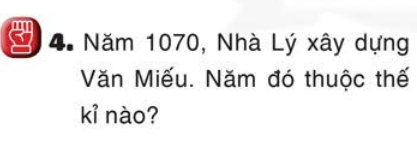 4. Năm 1070, Nhà Lý xây dựng
Văn Miếu. Năm đó thuộc thế
kỉ nào?